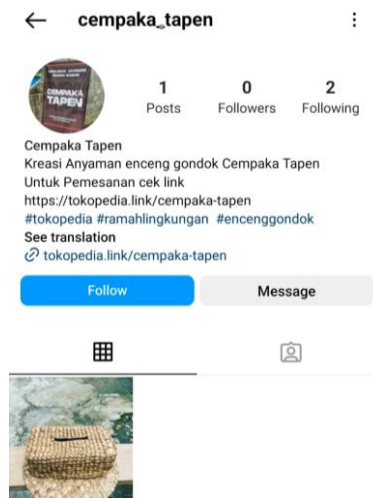 cempaka_tapen
CEMPAKA
TAPEN
1 0 2
Posts Followers Following
Cempaka Tapen
Kreasi Anyaman enceng gondok Cempaka Tapen
Untuk Pemesanan cek link
https://tokopedia.link/cempaka-tapen
#tokopedia #ramahlingkungan #encenggondok
See translation
tokopedia.link/cempaka-tapen
Follow Message